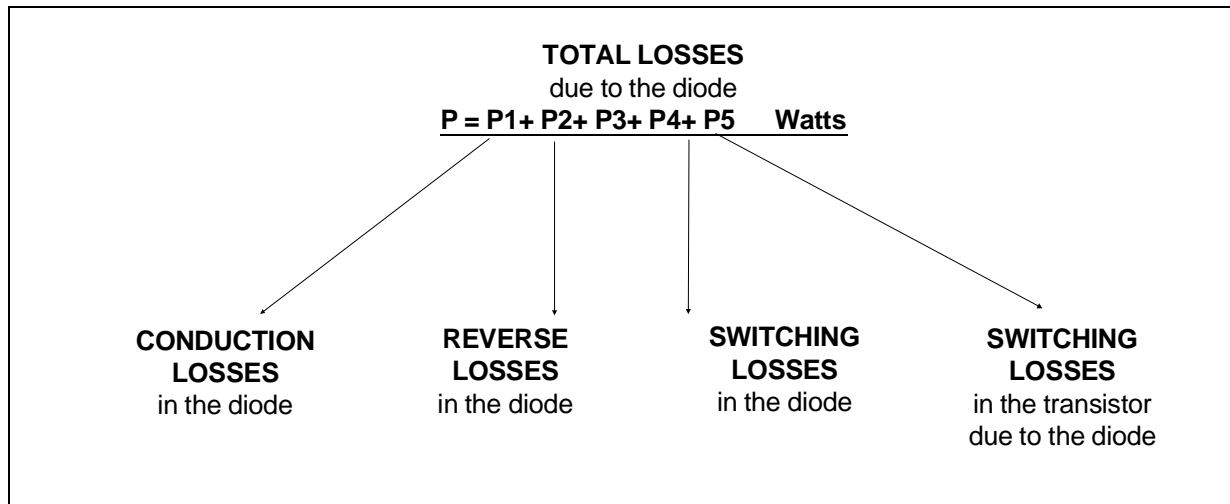 TOTAL LOSSES
due to the diode
P = P1+ P2+ P3+ P4+ P5 Watts
CONDUCTION
LOSSES
in the diode
REVERSE
LOSSES
in the diode
SWITCHING
LOSSES
in the diode
SWITCHING
LOSSES
in the transistor
due to the diode